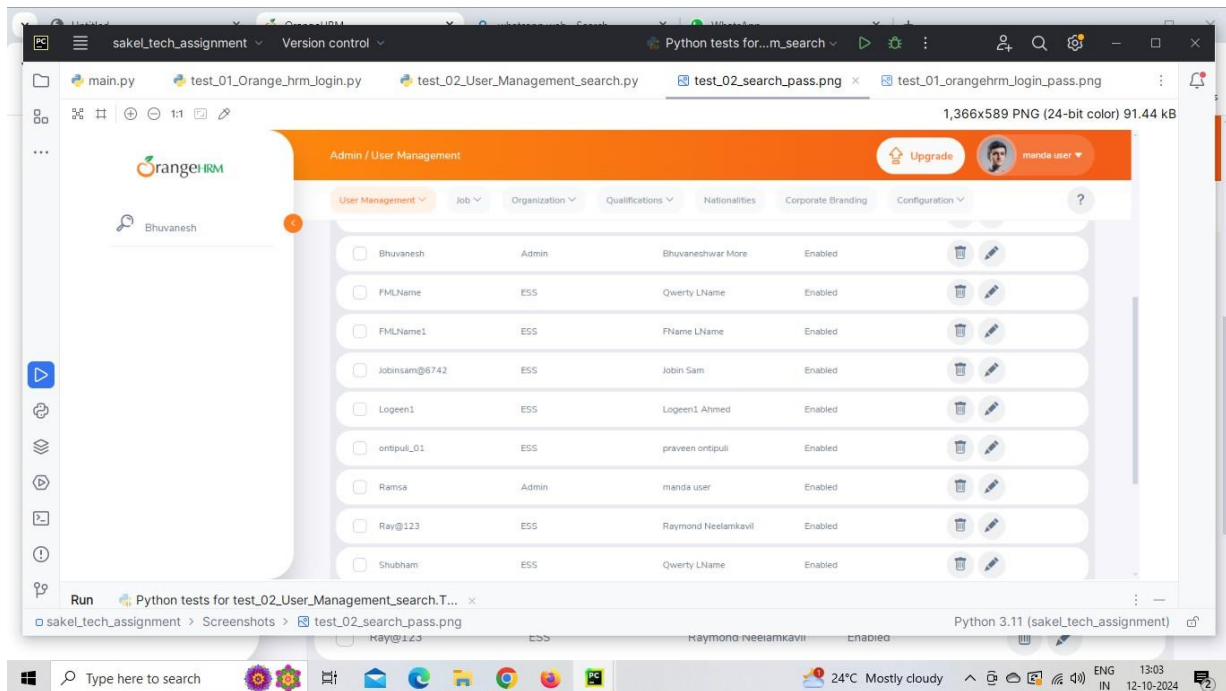 PC sakel_tech_assignment Version control Python tests for...m_search
main.py test_01_Orange_hrm_login.py test_02_User_Management_search.py test_02_search_pass.png test_01_orangehrm_login_pass.png
1:1 1,366x589 PNG (24-bit color) 91.44 kB
OrangeHRM Admin / User Management Upgrade manda user
User Management Job Organization Qualifications Nationalities Corporate Branding Configuration ?
Bhuvanesh
Bhuvanesh Admin Bhuvaneshwar More Enabled
FMLName ESS Qwerty LName Enabled
FMLName1 ESS FName LName Enabled
Jobinsam@6742 ESS Jobin Sam Enabled
Logeen1 ESS Logeen1 Ahmed Enabled
ontipuli_01 ESS praveen ontipuli Enabled
Ramsa Admin manda user Enabled
Ray@123 ESS Raymond Neelamkavil Enabled
Shubham ESS Qwerty LName Enabled
Run Python tests for test_02_User_Management_search.T...
sakel_tech_assignment > Screenshots > test_02_search_pass.png Python 3.11 (sakel_tech_assignment)
Ray@123 ESS Raymond Neelamkavil Enabled
Type here to search PC 24°C Mostly cloudy ENG 13:03
IN 12-10-2024 2